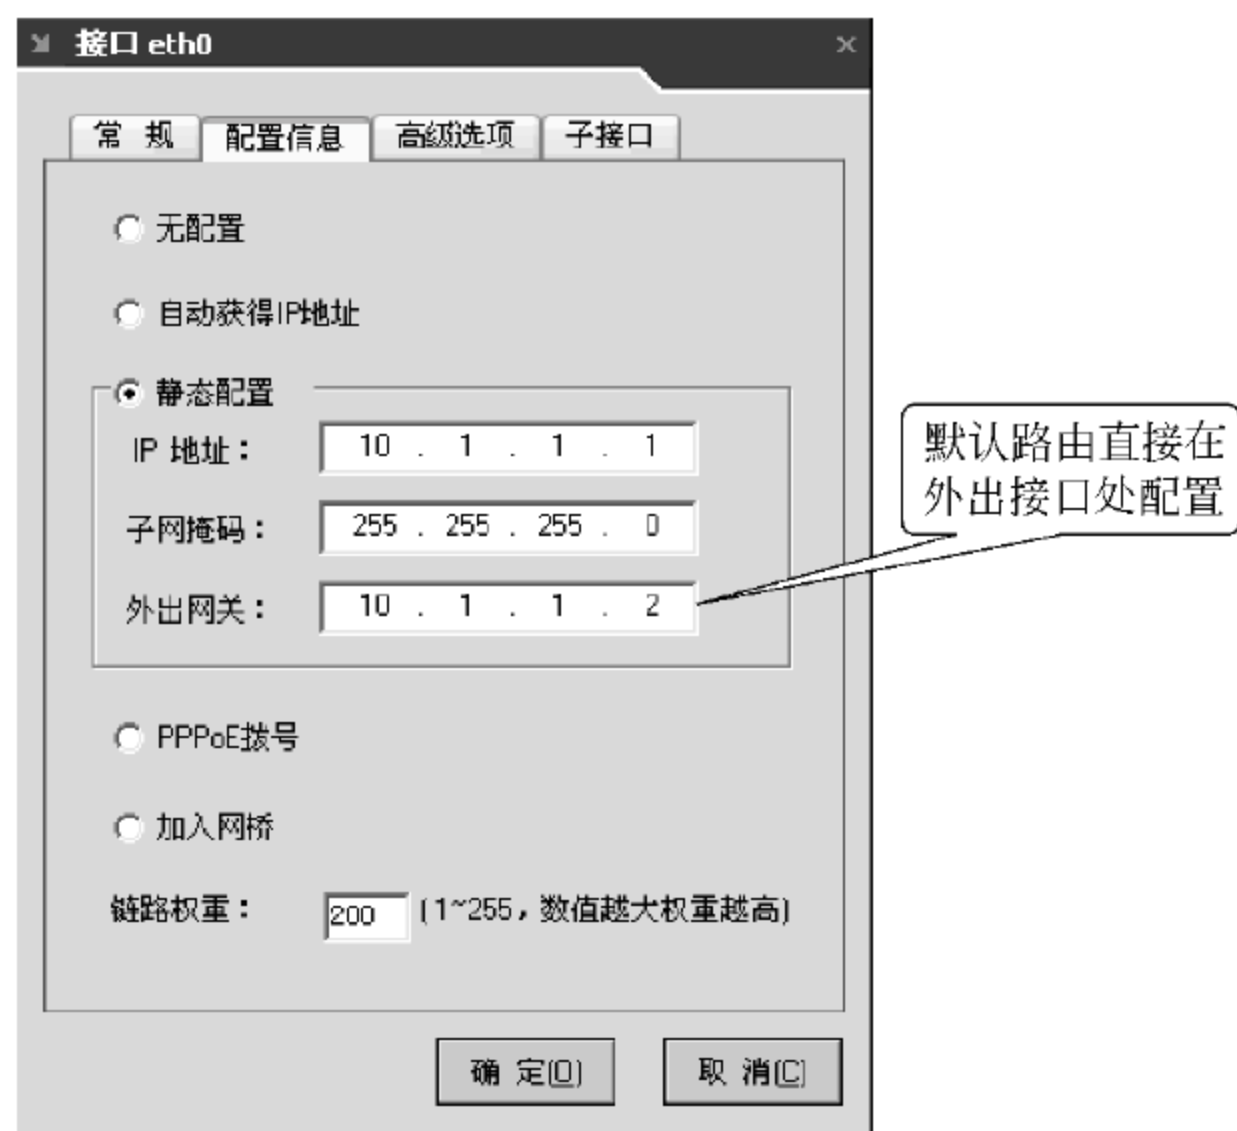 接口 eth0
常 规 配置信息 高级选项 子接口
无配置
自动获得IP地址
静态配置
IP 地址： 10 . 1 . 1 . 1
子网掩码： 255 . 255 . 255 . 0
外出网关： 10 . 1 . 1 . 2
默认路由直接在
外出接口处配置
PPPoE拨号
加入网桥
链路权重： 200 (1~255，数值越大权重越高)
确 定(O) 取 消(C)